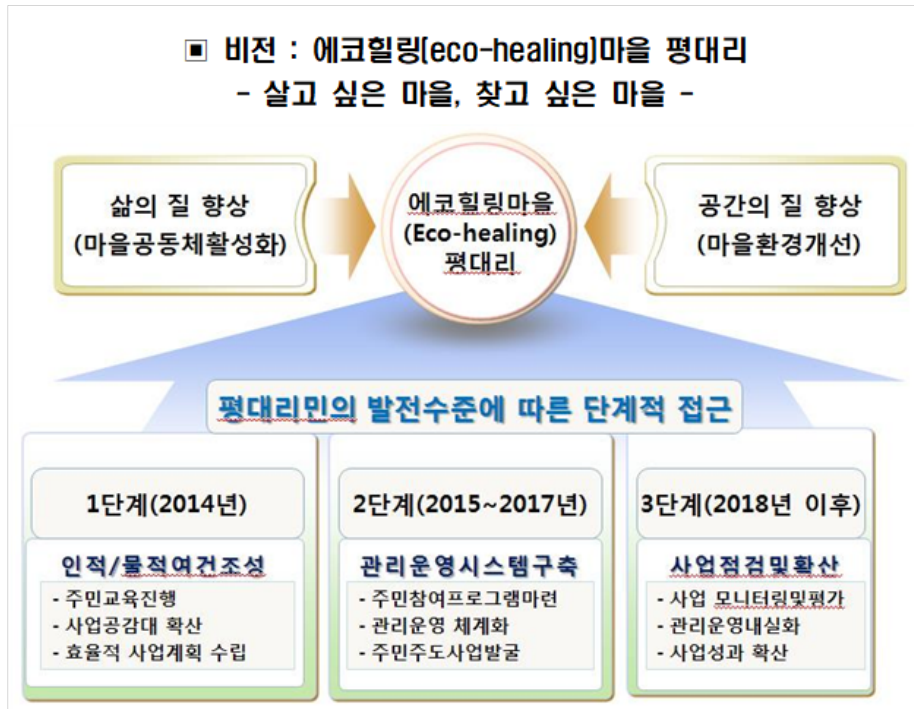 ▣ 비전 : 에코힐링(eco-healing)마을 평대리
- 살고 싶은 마을, 찾고 싶은 마을 -
삶의 질 향상
(마을공동체활성화)
에코힐링마을
(Eco-healing)
평대리
공간의 질 향상
(마을환경개선)
평대리민의 발전수준에 따른 단계적 접근
1단계(2014년)
인적/물적여건조성
- 주민교육진행
- 사업공감대 확산
- 효율적 사업계획 수립
2단계(2015~2017년)
관리운영시스템구축
- 주민참여프로그램마련
- 관리운영 체계화
- 주민주도사업발굴
3단계(2018년 이후)
사업점검및확산
- 사업 모니터링및평가
- 관리운영내실화
- 사업성과 확산